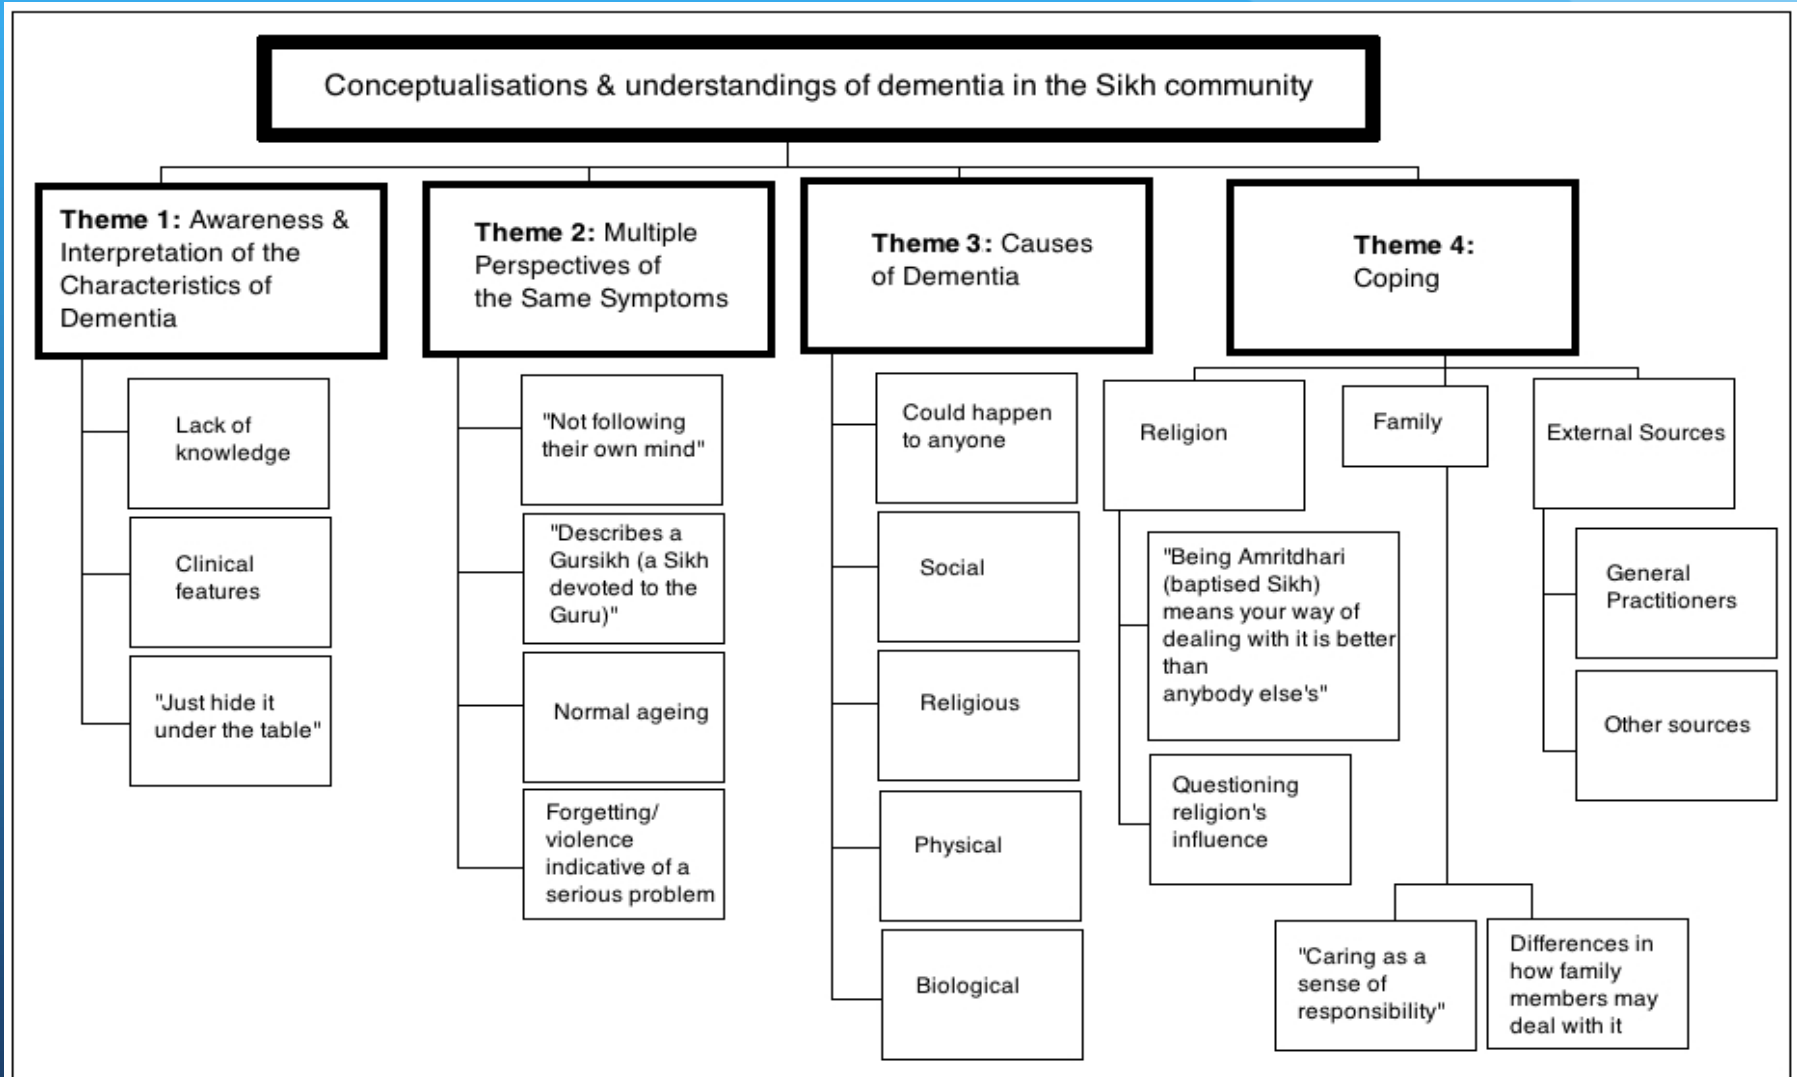 Conceptualisations & understandings of dementia in the Sikh community
Theme 1: Awareness &
Interpretation of the
Characteristics of
Dementia
Lack of
knowledge
Clinical
features
"Just hide it
under the table"
Theme 2: Multiple
Perspectives of
the Same Symptoms
"Not following
their own mind"
"Describes a
Gursikh (a Sikh
devoted to the
Guru)"
Normal ageing
Forgetting/
violence
indicative of a
serious problem
Theme 3: Causes
of Dementia
Could happen
to anyone
Social
Religious
Physical
Biological
Theme 4:
Coping
Religion
"Being Amritdhari
(baptised Sikh)
means your way of
dealing with it is better
than
anybody else's"
Questioning
religion's
influence
Family
"Caring as a
sense of
responsibility"
Differences in
how family
members may
deal with it
External Sources
General
Practitioners
Other sources